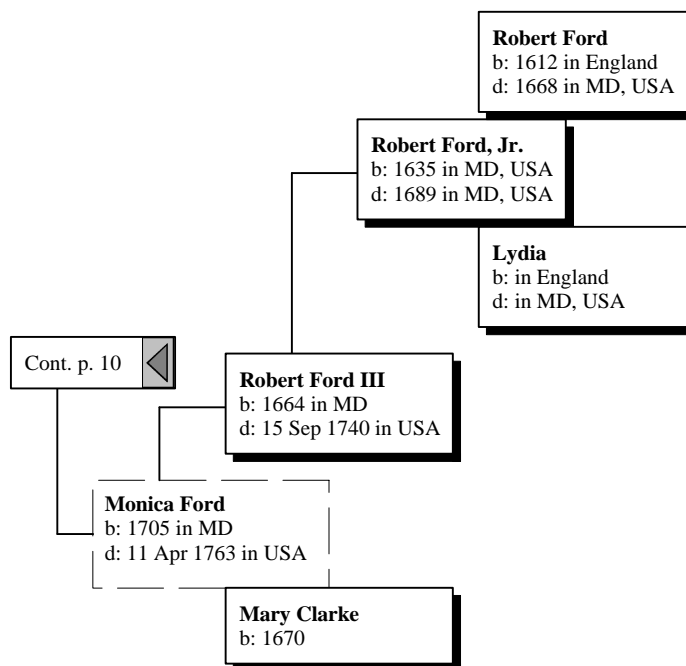 Robert Ford
b: 1612 in England
d: 1668 in MD, USA
Robert Ford, Jr.
b: 1635 in MD, USA
d: 1689 in MD, USA
Lydia
b: in England
d: in MD, USA
Cont. p. 10
Robert Ford III
b: 1664 in MD
d: 15 Sep 1740 in USA
Monica Ford
b: 1705 in MD
d: 11 Apr 1763 in USA
Mary Clarke
b: 1670